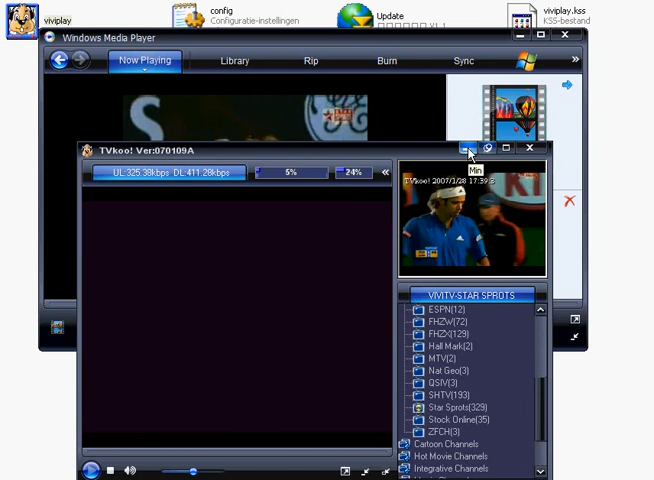 viviplay
config
Configuratie-instellingen
Update
V1.1
viviplay.kss
KSS-bestand
Windows Media Player
Now Playing
Library
Rip
Burn
Sync
»
TVkoo! Ver:070109A
UL:325.38kbps DL:411.28kbps
5%
24%
«
Min
TVkoo! 2007/1/28 17:39:3
VIVITV-STAR SPROTS
ESPN(12)
FHZW(72)
FHZX(129)
Hall Mark(2)
MTV(2)
Nat Geo(3)
QSIV(3)
SHTV(193)
Star Sprots(329)
Stock Online(35)
ZFCH(3)
Cartoon Channels
Hot Movie Channels
Integrative Channels